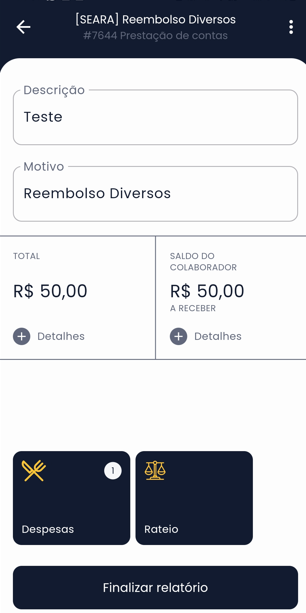 [SEARA] Reembolso Diversos
#7644 Prestação de contas
Descrição
Teste
Motivo
Reembolso Diversos
TOTAL
R$ 50,00
Detalhes
SALDO DO
COLABORADOR
R$ 50,00
A RECEBER
Detalhes
1
Despesas
Rateio
Finalizar relatório